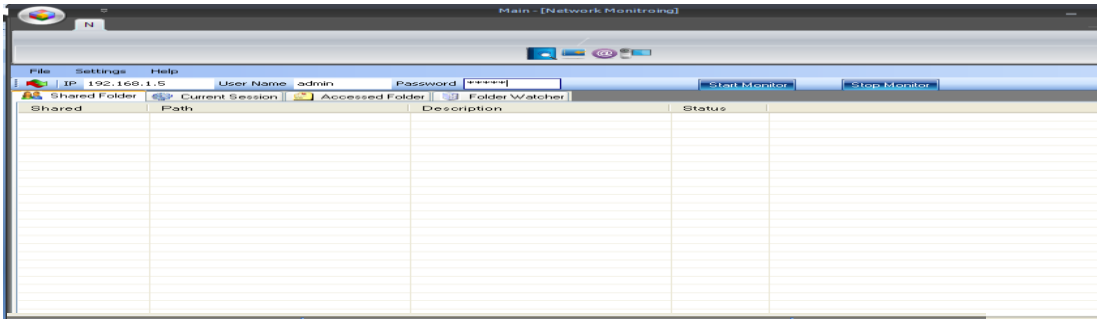 Main - [Network Monitroing]
N
File Settings Help
IP 192.168.1.5 User Name admin Password *****
Start Monitor Stop Monitor
Shared Folder Current Session Accessed Folder Folder Watcher
Shared Path Description Status